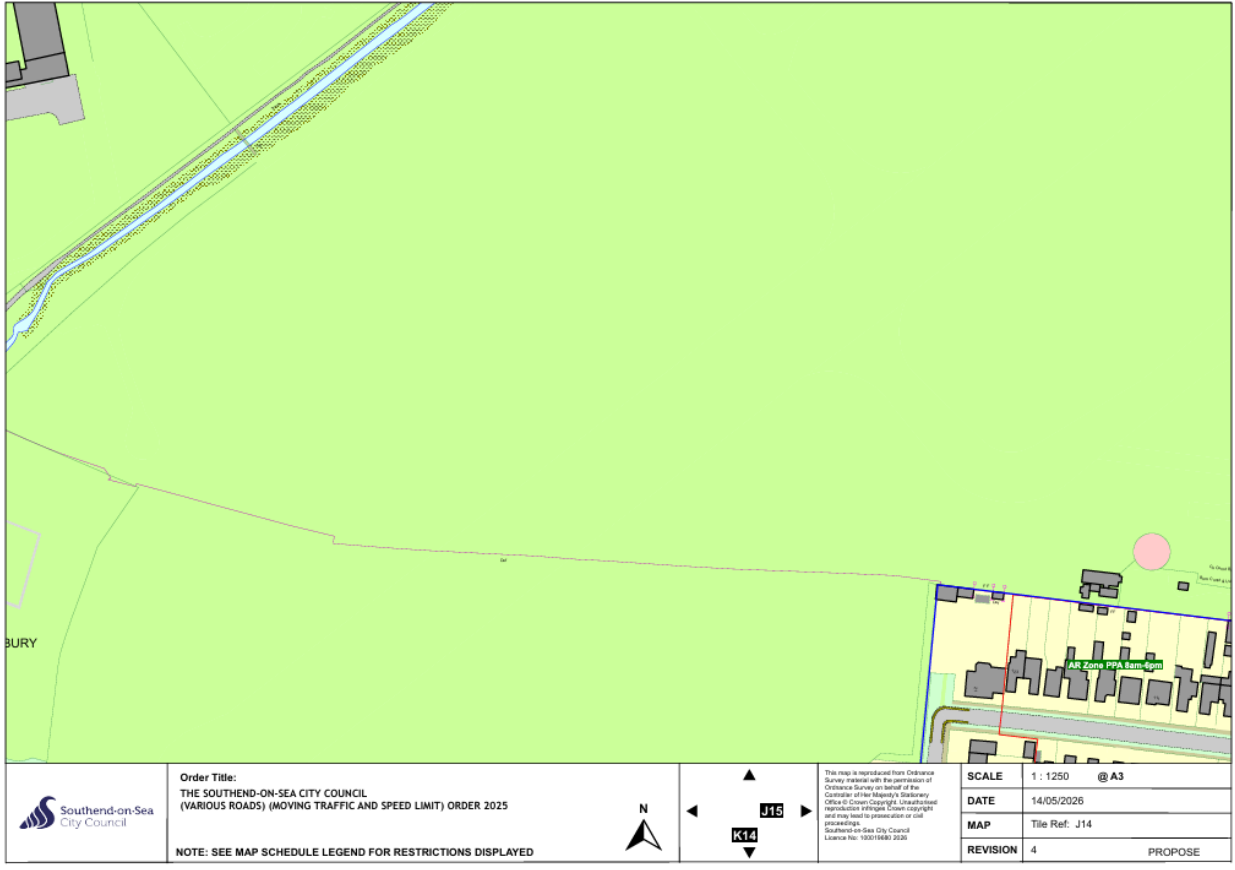 BURY
AR Zone PPA 8am-6pm
Southend-on-Sea
City Council
Order Title:
THE SOUTHEND-ON-SEA CITY COUNCIL
(VARIOUS ROADS) (MOVING TRAFFIC AND SPEED LIMIT) ORDER 2025
NOTE: SEE MAP SCHEDULE LEGEND FOR RESTRICTIONS DISPLAYED
N
J15
K14
This map is reproduced from Ordnance
Survey material with the permission of
Ordnance Survey on behalf of the
Controller of Her Majesty's Stationery
Office © Crown Copyright. Unauthorised
reproduction infringes Crown copyright
and may lead to prosecution or civil
proceedings.
Southend-on-Sea City Council
Licence No: 100019680 2026
SCALE 1 : 1250 @ A3
DATE 14/05/2026
MAP Tile Ref: J14
REVISION 4 PROPOSE